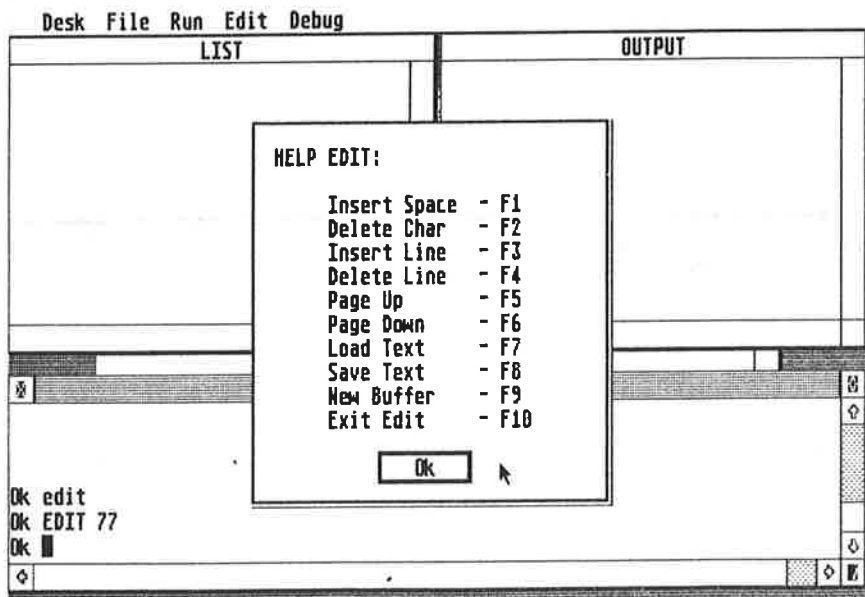 Desk File Run Edit Debug
LIST
OUTPUT
HELP EDIT:
Insert Space - F1
Delete Char - F2
Insert Line - F3
Delete Line - F4
Page Up - F5
Page Down - F6
Load Text - F7
Save Text - F8
New Buffer - F9
Exit Edit - F10
Ok
Ok edit
Ok EDIT 77
Ok